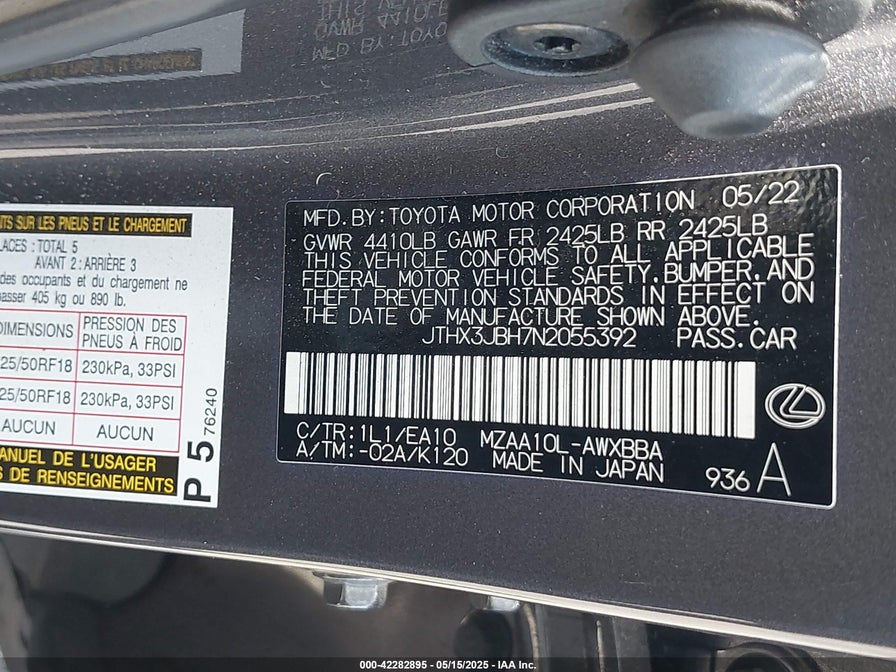 NTS SUR LES PNEUS ET LE CHARGEMENT
LACES : TOTAL 5
AVANT 2 : ARRIÈRE 3
des occupants et du chargement ne
passer 405 kg ou 890 lb.
DIMENSIONS PRESSION DES PNEUS À FROID
25/50RF18 230kPa, 33PSI
25/50RF18 230kPa, 33PSI
AUCUN AUCUN
MANUEL DE L'USAGER
DE RENSEIGNEMENTS
P 5 76240
MFD.BY:TOYOTA MOTOR CORPORATION 05/22
GVWR 4410LB GAWR FR 2425LB RR 2425LB
THIS VEHICLE CONFORMS TO ALL APPLICABLE
FEDERAL MOTOR VEHICLE SAFETY,BUMPER,AND
THEFT PREVENTION STANDARDS IN EFFECT ON
THE DATE OF MANUFACTURE SHOWN ABOVE.
JTHX3JBH7N2055392 PASS.CAR
C/TR:1L1/EA10 MZAA10L-AWXBBA
A/TM:-02A/K120 MADE IN JAPAN
936 A
000-42282895 - 05/15/2025 - IAA Inc.